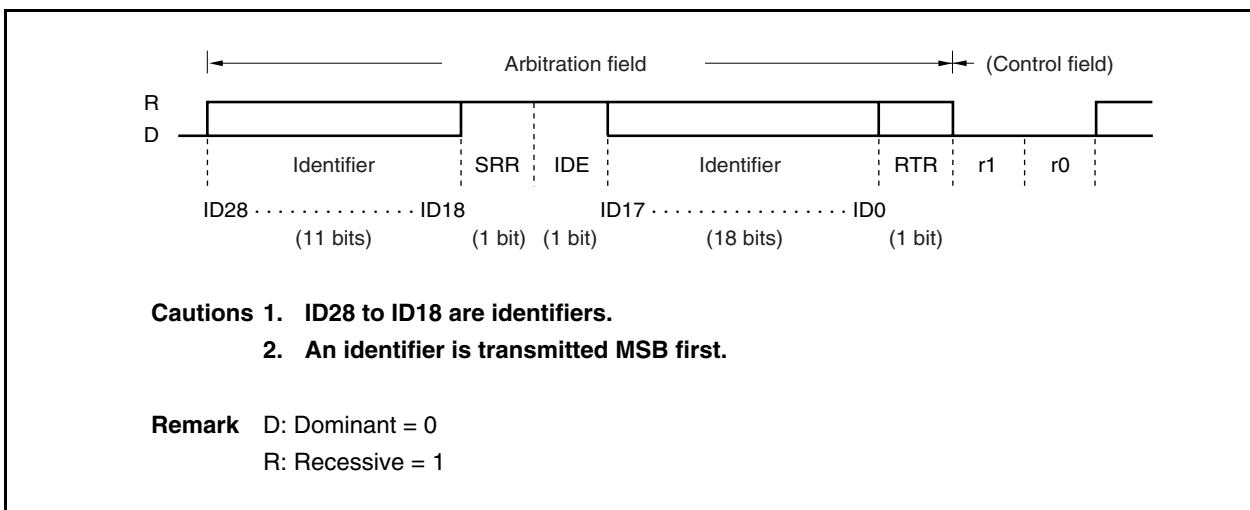 Arbitration field (Control field)
R
D
Identifier SRR IDE Identifier RTR r1 r0
ID28 · · · · · · · · · · · · · · ID18 ID17 · · · · · · · · · · · · · · · · · ID0
(11 bits) (1 bit) (1 bit) (18 bits) (1 bit)
Cautions 1. ID28 to ID18 are identifiers.
2. An identifier is transmitted MSB first.
Remark D: Dominant = 0
R: Recessive = 1